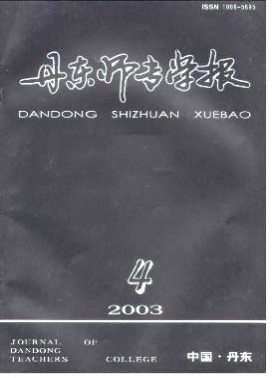 ISSN 1008-5695
丹东师专学报
DANDONG SHIZHUAN XUEBAO
4
2003
JOURNAL OF
DANDONG
TEACHERS COLLEGE
中国·丹东